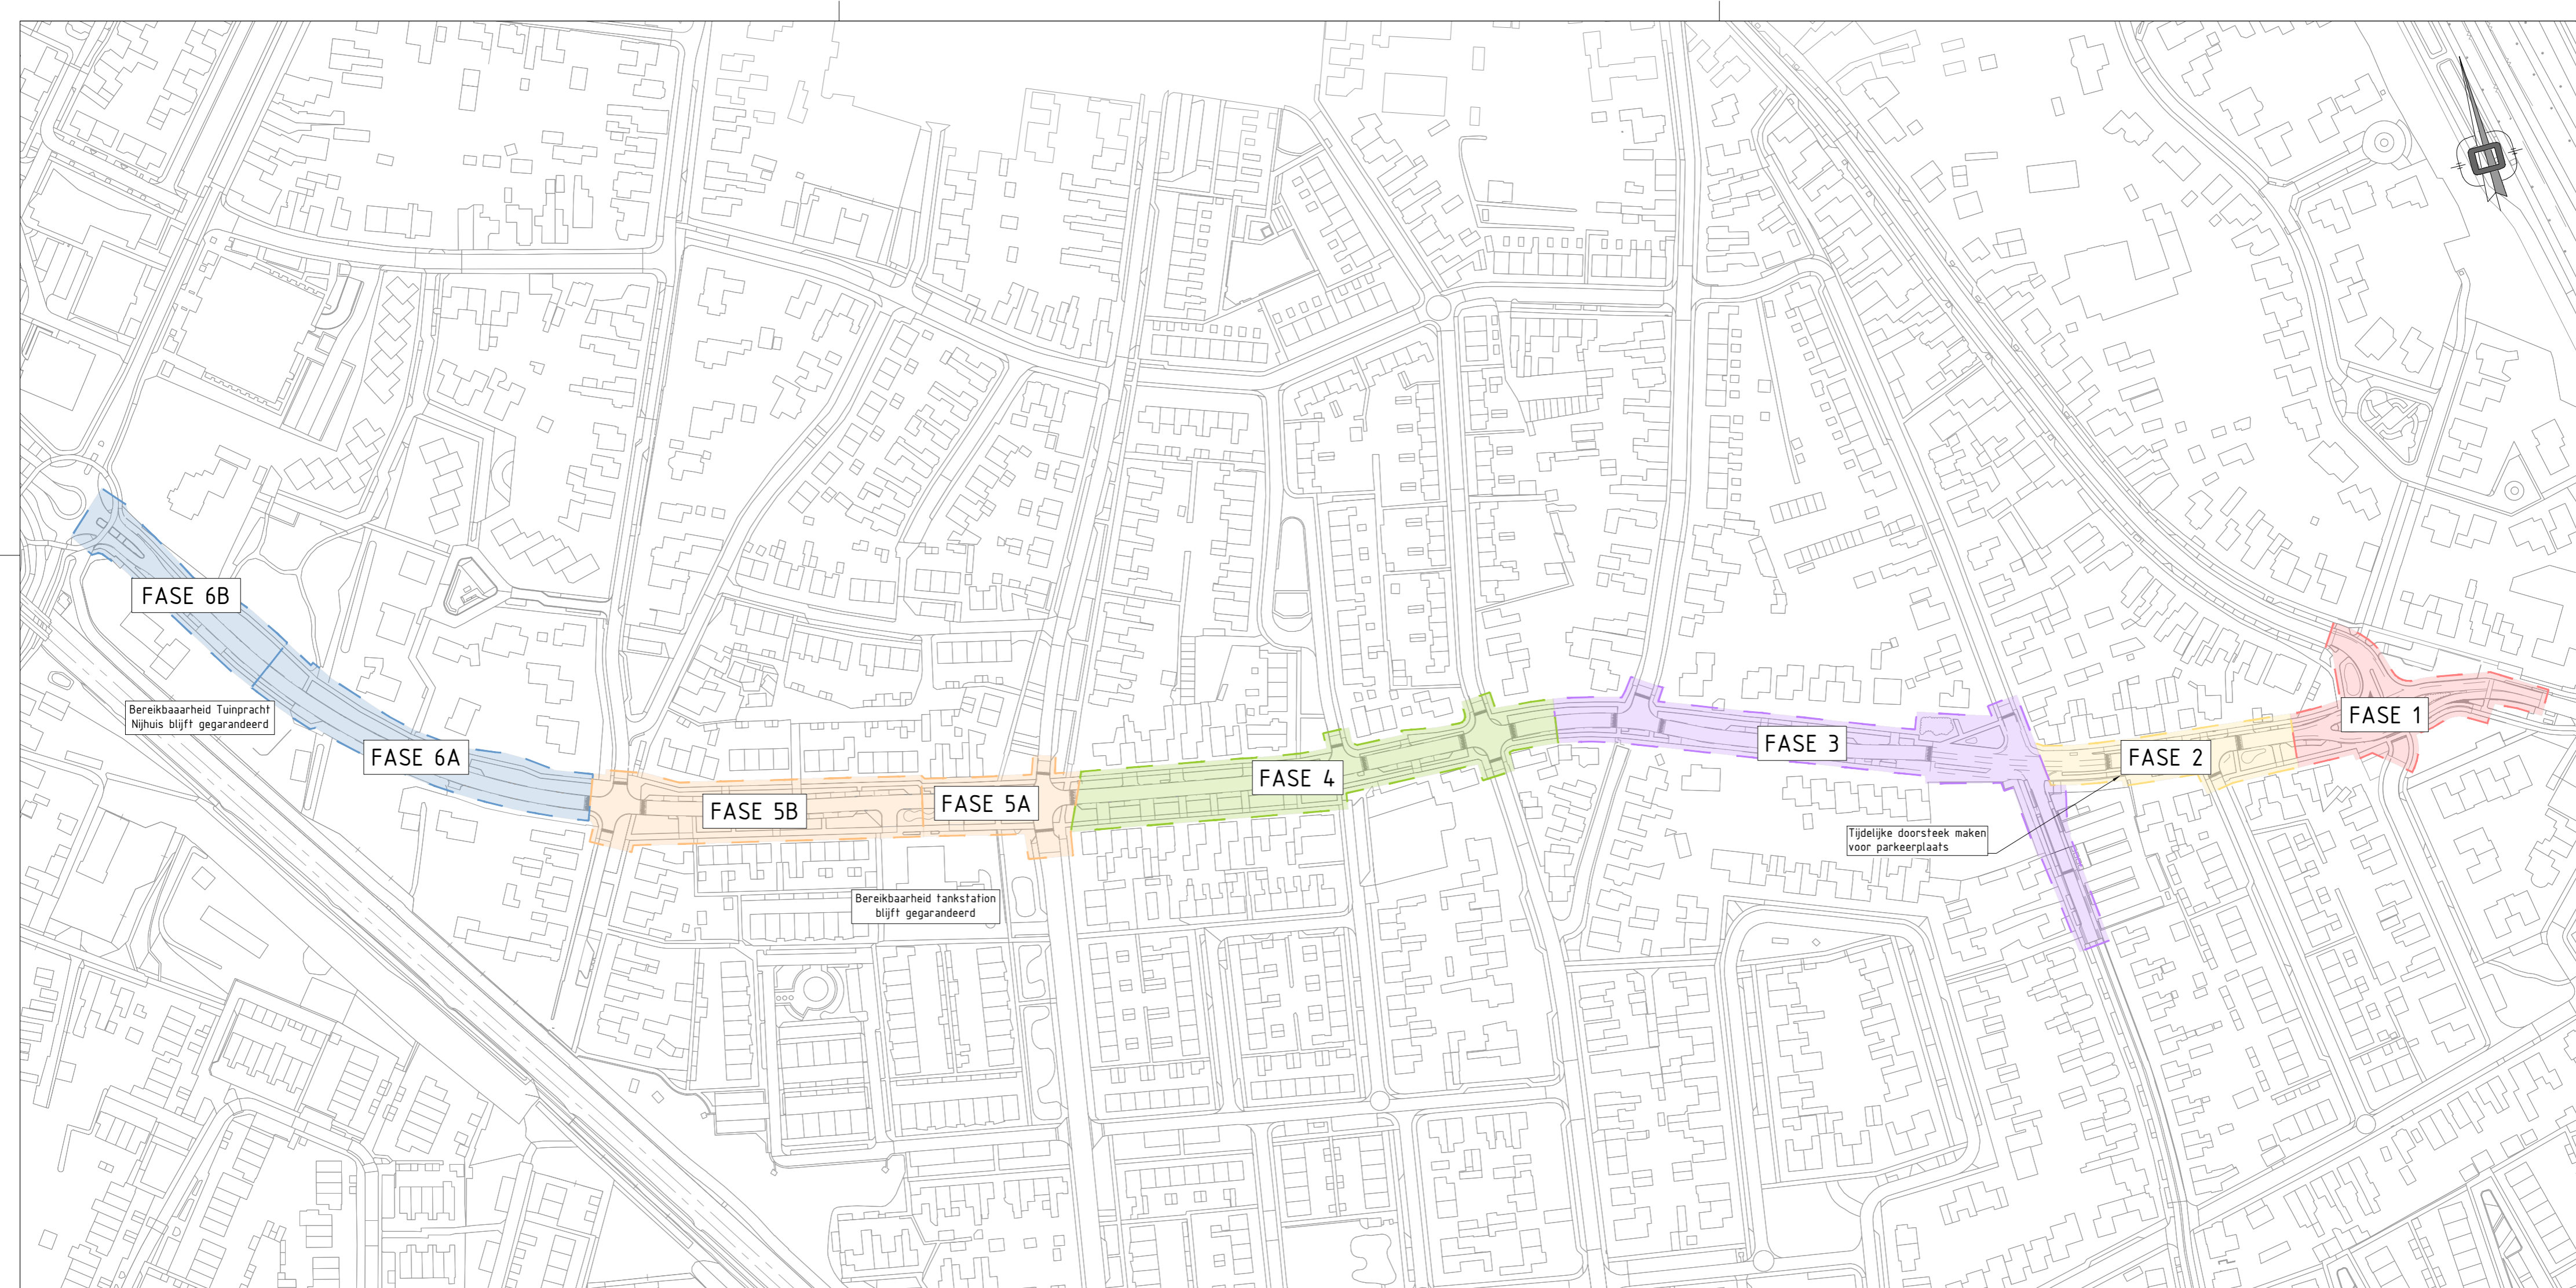 FASE 6B
Bereikbaaarheid Tuinpracht
Nijhuis blijft gegarandeerd
FASE 6A
FASE 5B
FASE 5A
Bereikbaarheid tankstation
blijft gegarandeerd
FASE 4
FASE 3
Tijdelijke doorsteek maken
voor parkeerplaats
FASE 2
FASE 1